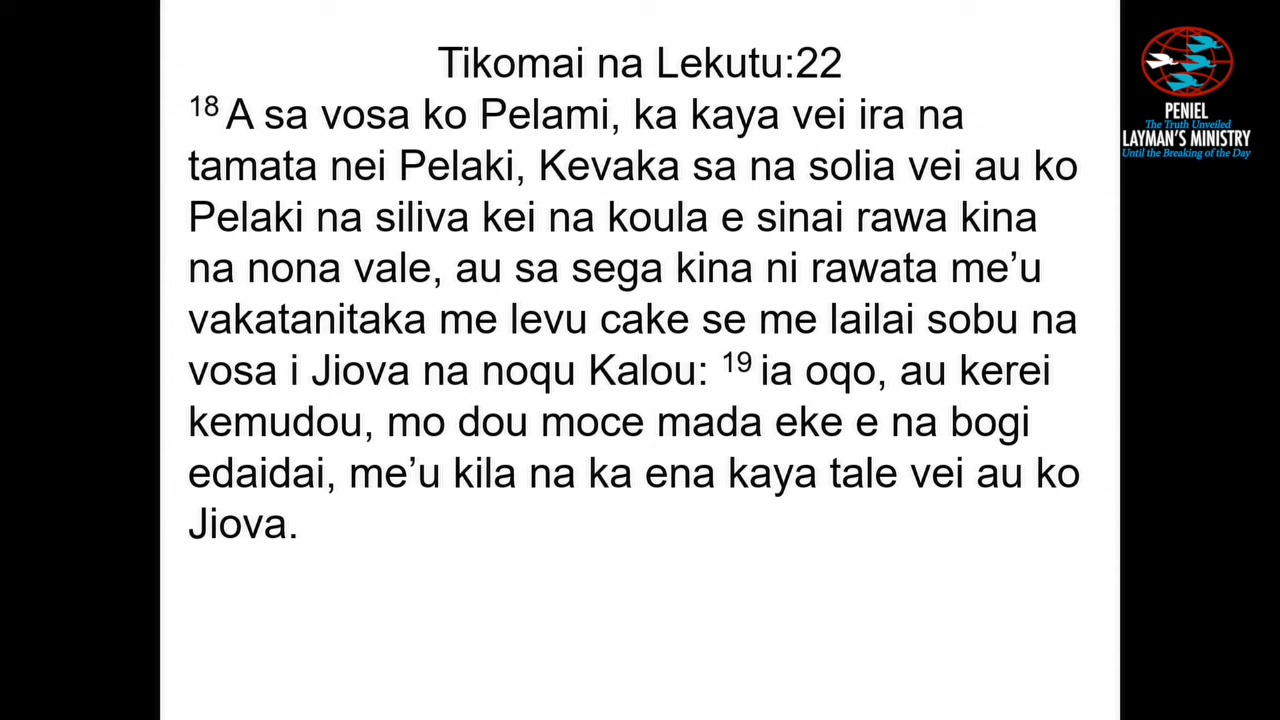 Tikomai na Lekutu:22
18 A sa vosa ko Pelami, ka kaya vei ira na
tamata nei Pelaki, Kevaka sa na solia vei au ko
Pelaki na siliva kei na koula e sinai rawa kina
na nona vale, au sa sega kina ni rawata me’u
vakatanitaka me levu cake se me lailai sobu na
vosa i Jiova na noqu Kalou: 19 ia oqo, au kerei
kemudou, mo dou moce mada eke e na bogi
edaidai, me’u kila na ka ena kaya tale vei au ko
Jiova.
PENIEL
The Truth Unveiled
LAYMAN'S MINISTRY
Until the Breaking of the Day